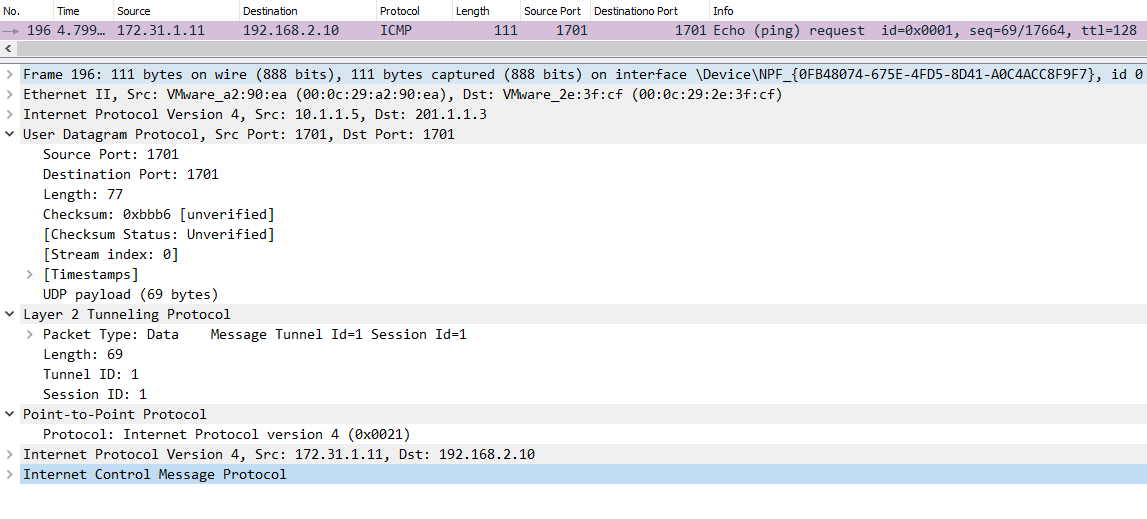 No. Time Source Destination Protocol Length Source Port Destinationo Port Info
196 4.799… 172.31.1.11 192.168.2.10 ICMP 111 1701 1701 Echo (ping) request id=0x0001, seq=69/17664, ttl=128
Frame 196: 111 bytes on wire (888 bits), 111 bytes captured (888 bits) on interface \Device\NPF_{0FB48074-675E-4FD5-8D41-A0C4ACC8F9F7}, id 0
Ethernet II, Src: VMware_a2:90:ea (00:0c:29:a2:90:ea), Dst: VMware_2e:3f:cf (00:0c:29:2e:3f:cf)
Internet Protocol Version 4, Src: 10.1.1.5, Dst: 201.1.1.3
User Datagram Protocol, Src Port: 1701, Dst Port: 1701
Source Port: 1701
Destination Port: 1701
Length: 77
Checksum: 0xbbb6 [unverified]
[Checksum Status: Unverified]
[Stream index: 0]
[Timestamps]
UDP payload (69 bytes)
Layer 2 Tunneling Protocol
Packet Type: Data Message Tunnel Id=1 Session Id=1
Length: 69
Tunnel ID: 1
Session ID: 1
Point-to-Point Protocol
Protocol: Internet Protocol version 4 (0x0021)
Internet Protocol Version 4, Src: 172.31.1.11, Dst: 192.168.2.10
Internet Control Message Protocol